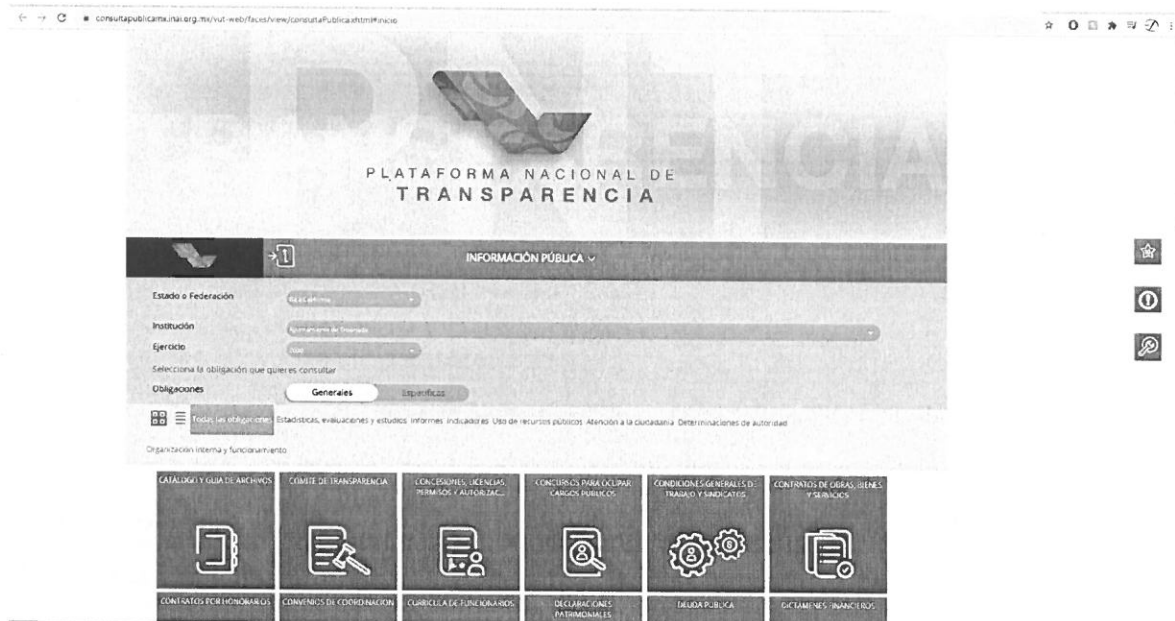 consultapublicamx.inai.org.mx/vut-web/faces/view/consultaPublica.xhtml#inicio
TRANSPARENCIA
PLATAFORMA NACIONAL DE
TRANSPARENCIA
INFORMACIÓN PÚBLICA
Estado o Federación
Institución
Ayuntamiento de Ensenada
Ejercicio
Selecciona la obligación que quieres consultar
Obligaciones Generales Específicas
Todas las obligaciones Estadísticas, evaluaciones y estudios Informes Indicadores Uso de recursos públicos Atención a la ciudadanía Determinaciones de autoridad
Organización interna y funcionamiento
CATÁLOGO Y GUÍA DE ARCHIVOS
COMITÉ DE TRANSPARENCIA
CONCESIONES, LICENCIAS,
PERMISOS Y AUTORIZAC...
CONCURSOS PARA OCUPAR
CARGOS PÚBLICOS
CONDICIONES GENERALES DE
TRABAJO Y SINDICATOS
CONTRATOS DE OBRAS, BIENES
Y SERVICIOS
CONTRATOS POR HONORARIOS
CONVENIOS DE COORDINACIÓN
CURRÍCULA DE FUNCIONARIOS
DECLARACIONES
PATRIMONIALES
DEUDA PÚBLICA
DICTÁMENES FINANCIEROS